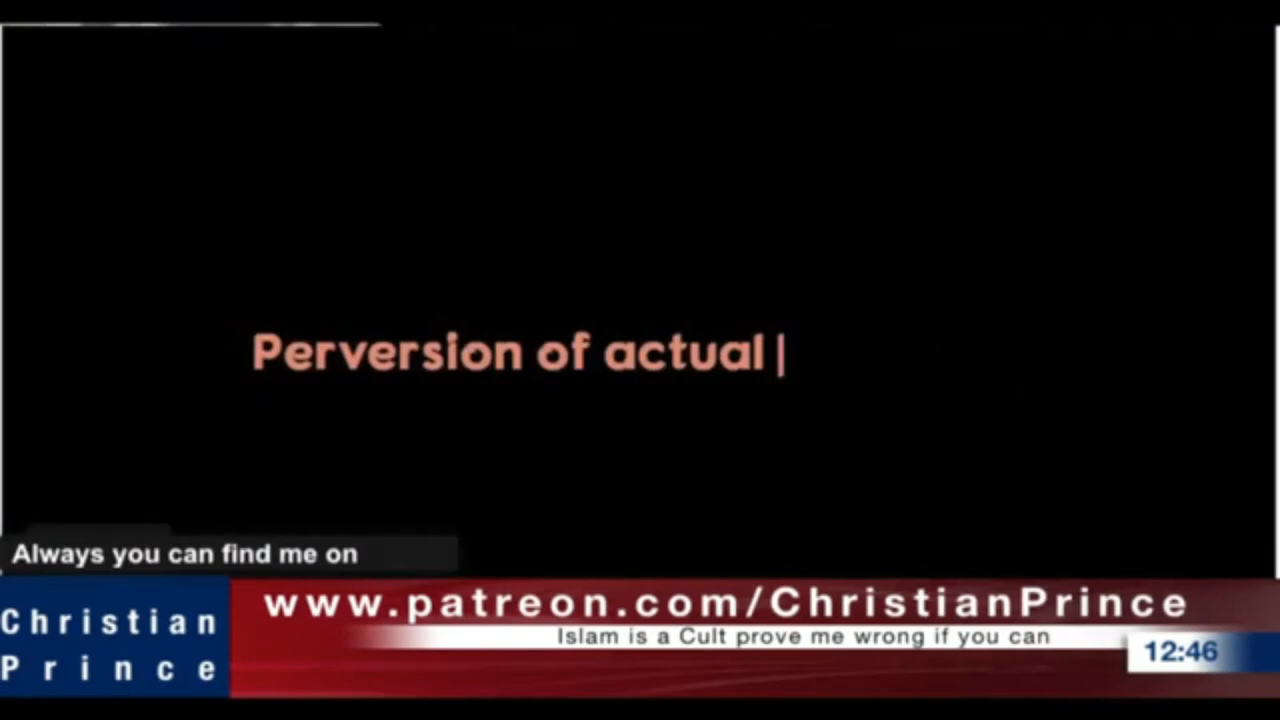 Perversion of actual
Always you can find me on
Christian
Prince
www.patreon.com/ChristianPrince
Islam is a Cult prove me wrong if you can
12:46